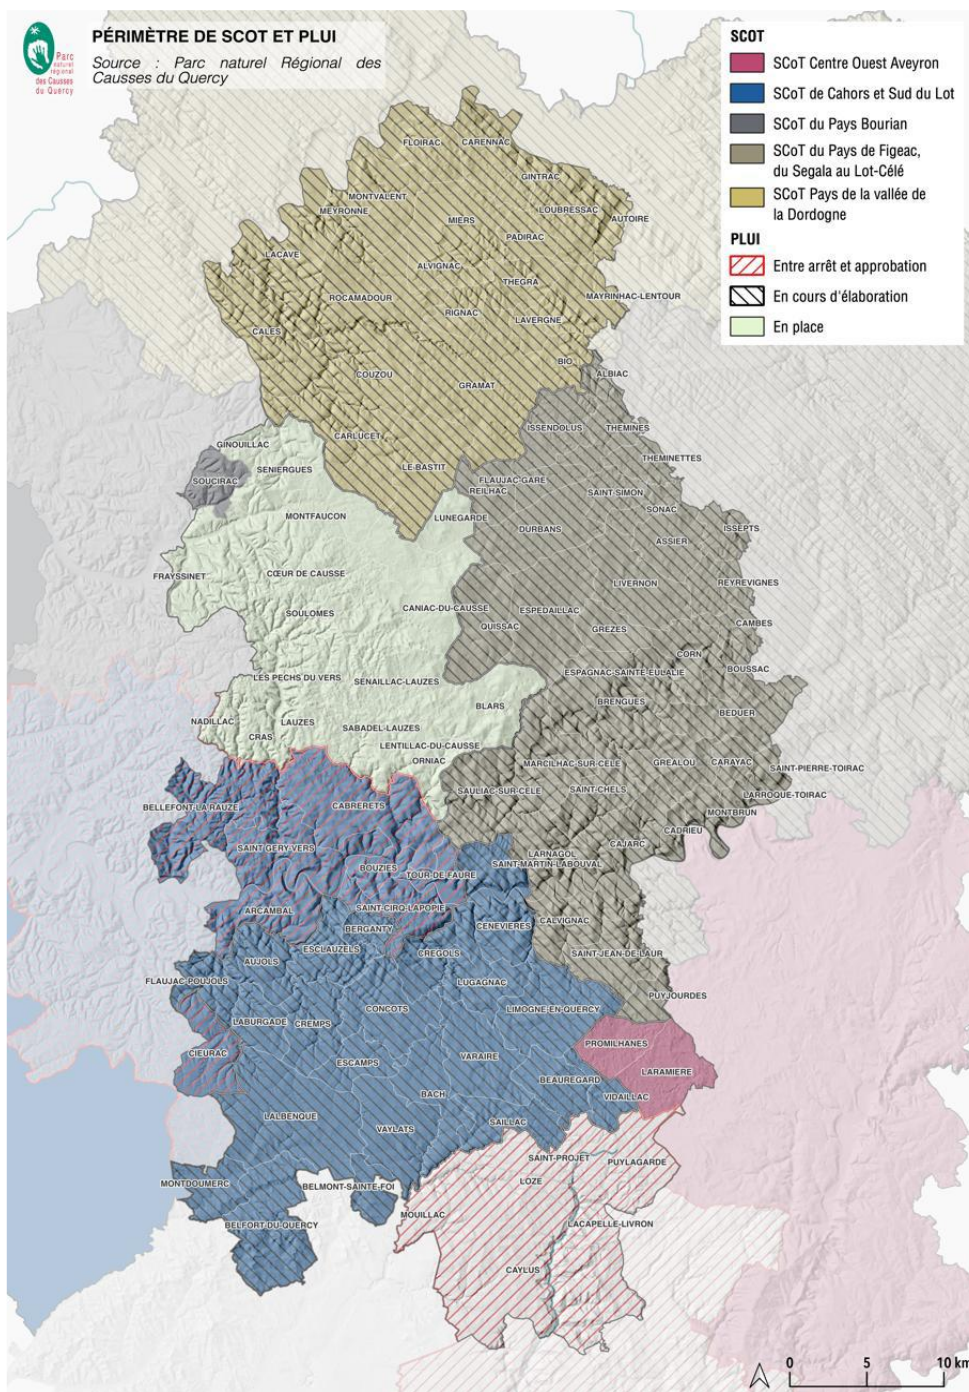 Parc
naturel
régional
des Causses
du Quercy
PÉRIMÈTRE DE SCOT ET PLUI
Source : Parc naturel Régional des
Causses du Quercy
SCOT
SCoT Centre Ouest Aveyron
SCoT de Cahors et Sud du Lot
SCoT du Pays Bourian
SCoT du Pays de Figeac,
du Segala au Lot-Célé
SCoT Pays de la vallée de
la Dordogne
PLUI
Entre arrêt et approbation
En cours d'élaboration
En place
FLOIRAC
CARENNAC
GINTRAC
MONTVALENT
MEYRONNE
LOUBRESSAC
AUTOIRE
MIERS
PADIRAC
LACAVE
ALVIGNAC
THEGRA
ROCAMADOUR
MAYRINHAC-LENTOUR
RIGNAC
LAVERGNE
CALES
BIO
COUZOU
ALBIAC
GRAMAT
ISSENDOLUS
THEMINES
CARLUCET
GINOUILLAC
THEMINETTES
SENIERGUES
LE-BASTIT
SOUCIRAC
FLAUJAC-GARE
REILHAC
SAINT-SIMON
SONAC
MONTFAUCON
LUNEGARDE
DURBANS
ISSEPTS
ASSIER
FRAYSSINET
CŒUR DE CAUSSE
LIVERNON
REYREVIGNES
SOULOMES
CANIAC-DU-CAUSSE
ESPEDAILLAC
QUISSAC
GREZES
CAMBES
CORN
BOUSSAC
ESPAGNAC-SAINTE-EULALIE
LES PECHS DU VERS
SENAILLAC-LAUZES
BRENGUES
BLARS
BEDUER
NADILLAC
LAUZES
CRAS
SABADEL-LAUZES
LENTILLAC-DU-CAUSSE
ORNIAC
MARCILHAC-SUR-CELE
GREALOU
CARAYAC
SAINT-PIERRE-TOIRAC
SAULIAC-SUR-CELE
SAINT-CHELS
LARROQUE-TOIRAC
BELLEFONT-LA RAUZE
CABRERETS
MONTBRUN
CADRIEU
SAINT GERY-VERS
CAJARC
LARNAGOL
SAINT-MARTIN-LABOUVAL
BOUZIES
TOUR-DE-FAURE
ARCAMBAL
SAINT-CIRQ-LAPOPIE
CALVIGNAC
BERGANTY
CENEVIERES
ESCLAUZELS
CREGOLS
AUJOLS
SAINT-JEAN-DE-LAUR
FLAUJAC-POUJOLS
LUGAGNAC
PUYJOURDES
CONCOTS
LIMOGNE-EN-QUERCY
LABURGADE
CREMPS
PROMILHANES
CIEURAC
ESCAMPS
VARAIRE
LARAMIERE
BEAUREGARD
BACH
VIDAILLAC
LALBENQUE
SAILLAC
VAYLATS
SAINT-PROJET
PUYLAGARDE
MONTDOUMERC
BELMONT-SAINTE-FOI
LOZE
MOUILLAC
BELFORT-DU-QUERCY
LACAPELLE-LIVRON
CAYLUS
0 5 10 km